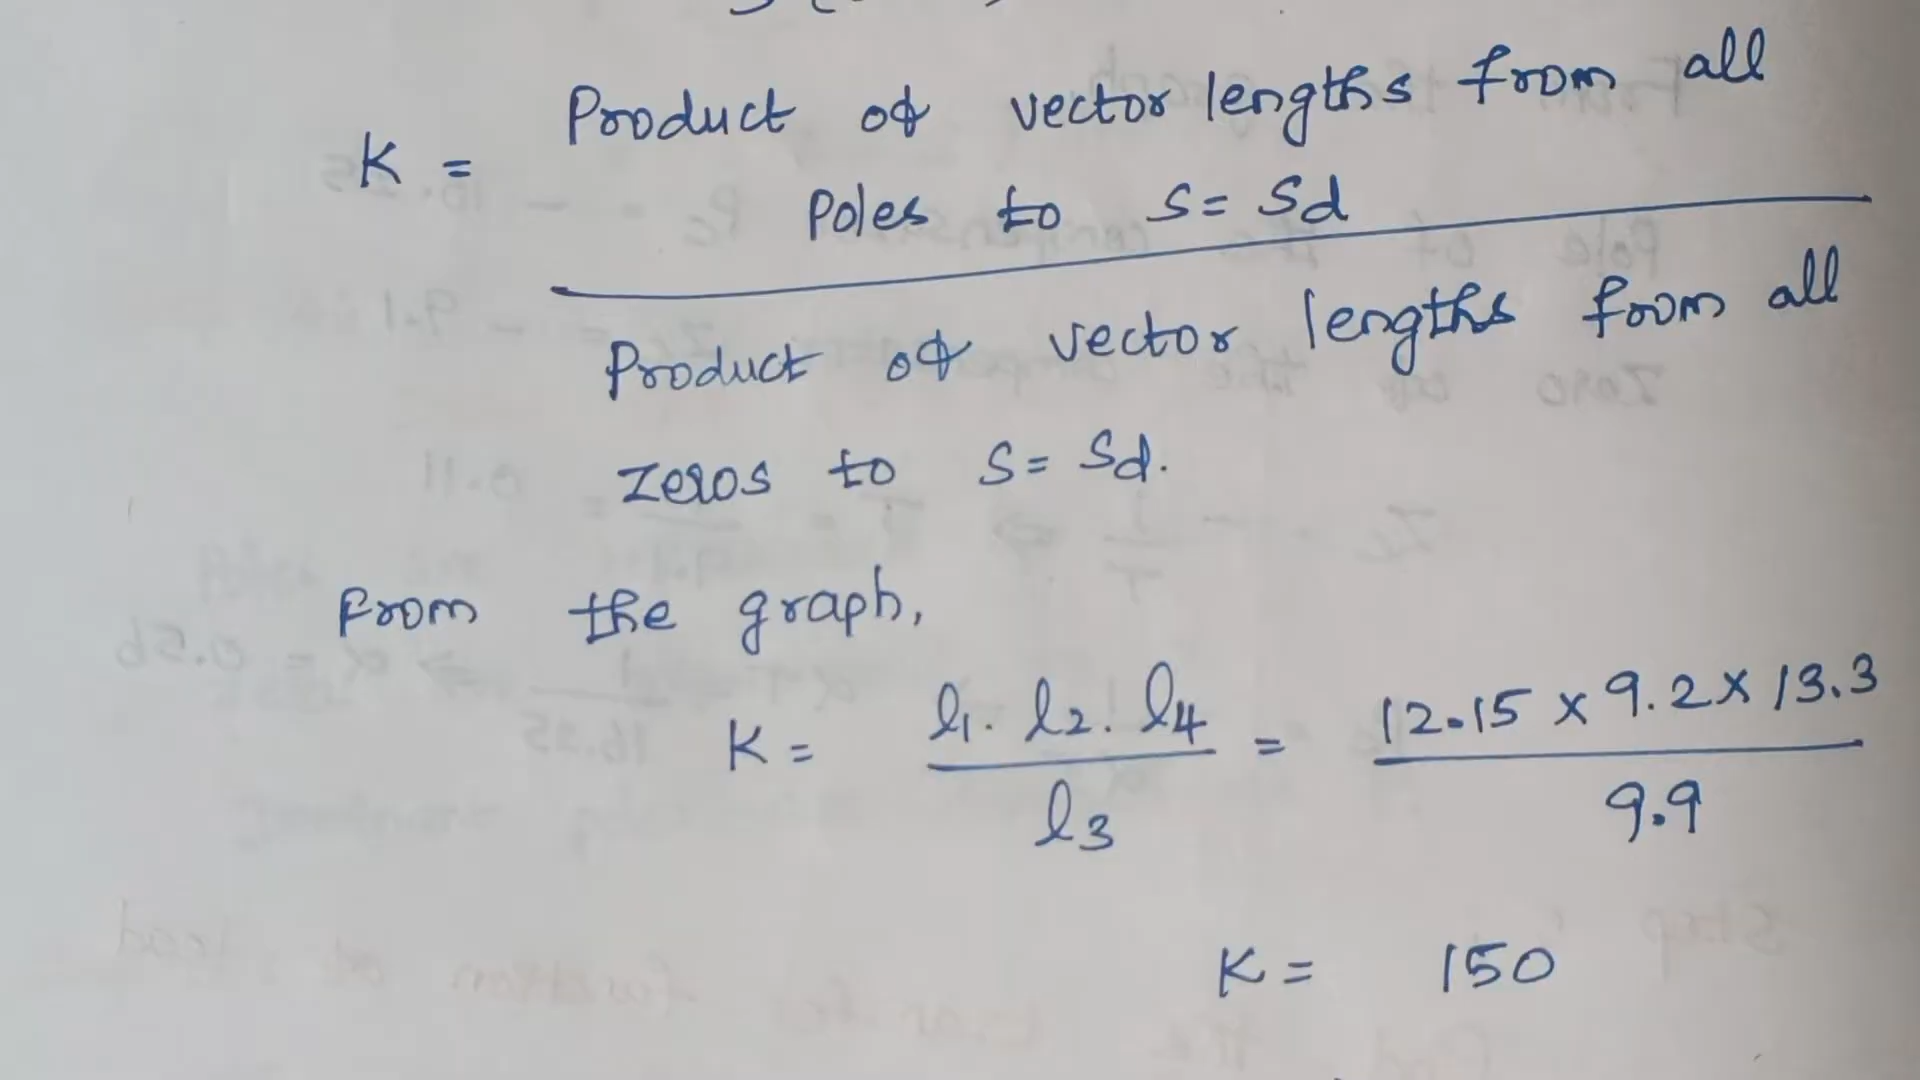 Product of vector lengths from all
K =
Poles to s = sd
Product of vector lengths from all
zeros to s = sd.
From the graph,
K = l1. l2. l4 / l3 = 12.15 x 9.2 x 13.3 / 9.9
K = 150